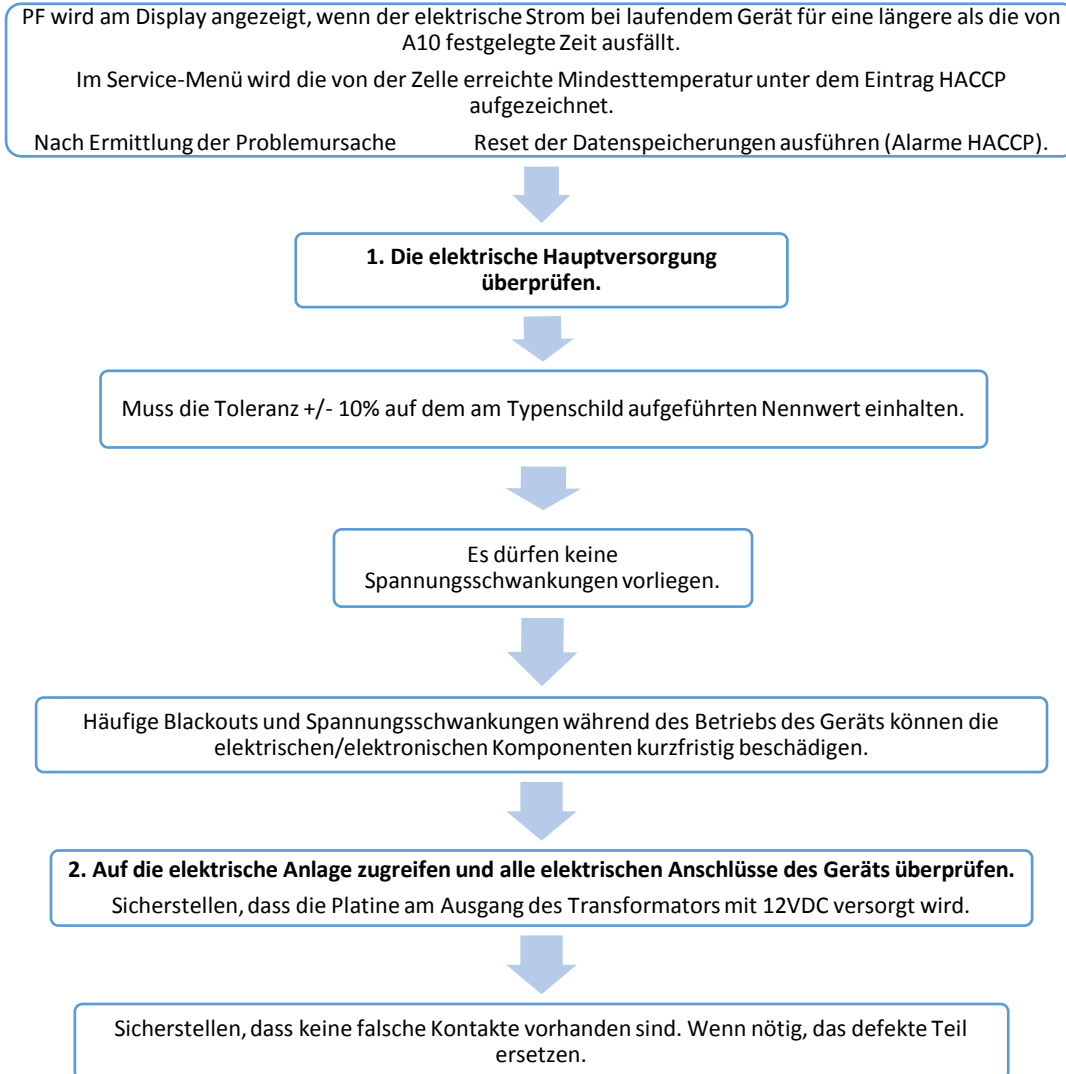 PF wird am Display angezeigt, wenn der elektrische Strom bei laufendem Gerät für eine längere als die von
A10 festgelegte Zeit ausfällt.
Im Service-Menü wird die von der Zelle erreichte Mindesttemperatur unter dem Eintrag HACCP
aufgezeichnet.
Nach Ermittlung der Problemursache Reset der Datenspeicherungen ausführen (Alarme HACCP).
1. Die elektrische Hauptversorgung
überprüfen.
Muss die Toleranz +/- 10% auf dem am Typenschild aufgeführten Nennwert einhalten.
Es dürfen keine
Spannungsschwankungen vorliegen.
Häufige Blackouts und Spannungsschwankungen während des Betriebs des Geräts können die
elektrischen/elektronischen Komponenten kurzfristig beschädigen.
2. Auf die elektrische Anlage zugreifen und alle elektrischen Anschlüsse des Geräts überprüfen.
Sicherstellen, dass die Platine am Ausgang des Transformators mit 12VDC versorgt wird.
Sicherstellen, dass keine falsche Kontakte vorhanden sind. Wenn nötig, das defekte Teil
ersetzen.